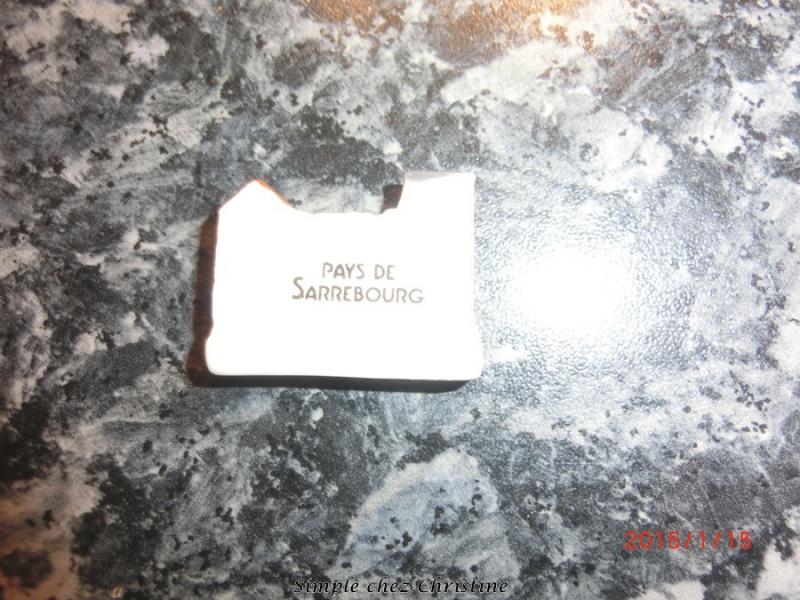 PAYS DE
SARREBOURG
2015/1/15
Simple chez Christine